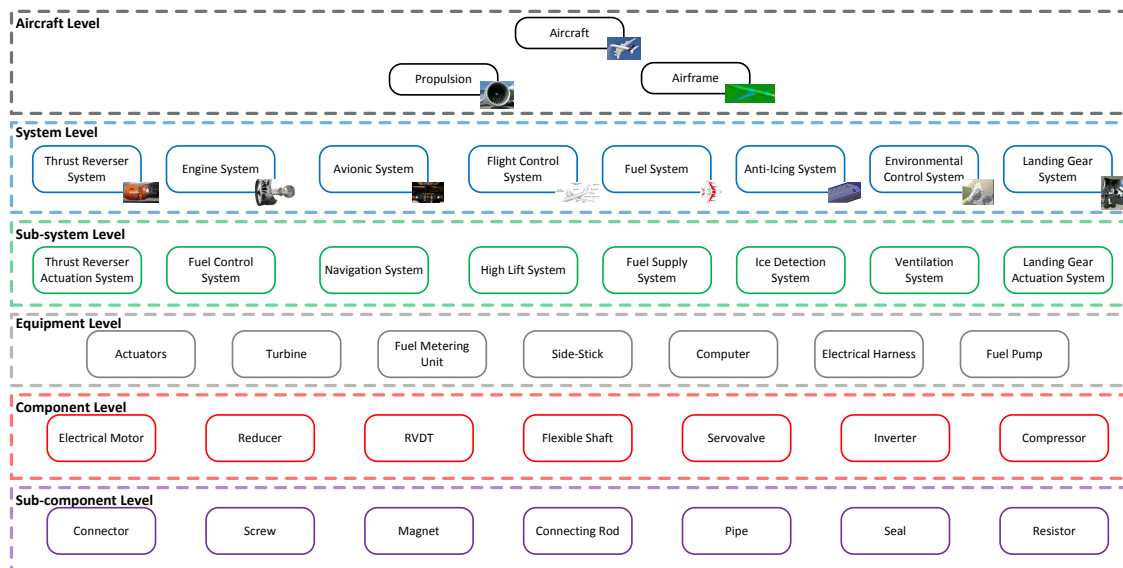 Aircraft Level
Aircraft
Propulsion
Airframe
System Level
Thrust Reverser
System
Engine System
Avionic System
Flight Control
System
Fuel System
Anti-Icing System
Environmental
Control System
Landing Gear
System
Sub-system Level
Thrust Reverser
Actuation System
Fuel Control
System
Navigation System
High Lift System
Fuel Supply
System
Ice Detection
System
Ventilation
System
Landing Gear
Actuation System
Equipment Level
Actuators
Turbine
Fuel Metering
Unit
Side-Stick
Computer
Electrical Harness
Fuel Pump
Component Level
Electrical Motor
Reducer
RVDT
Flexible Shaft
Servovalve
Inverter
Compressor
Sub-component Level
Connector
Screw
Magnet
Connecting Rod
Pipe
Seal
Resistor